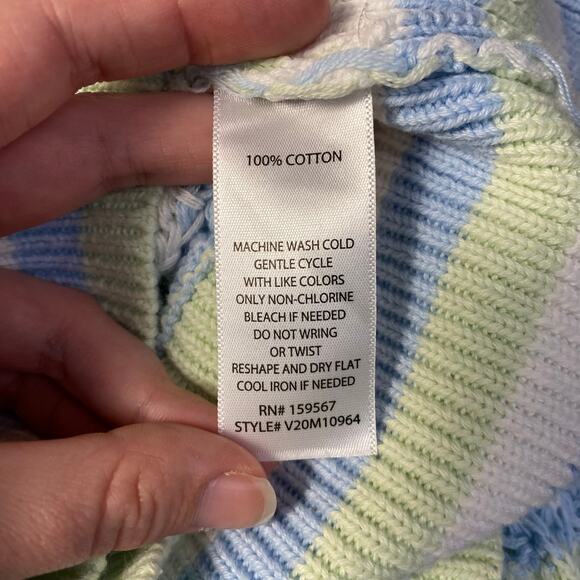 100% COTTON
MACHINE WASH COLD
GENTLE CYCLE
WITH LIKE COLORS
ONLY NON-CHLORINE
BLEACH IF NEEDED
DO NOT WRING
OR TWIST
RESHAPE AND DRY FLAT
COOL IRON IF NEEDED
RN# 159567
STYLE# V20M10964